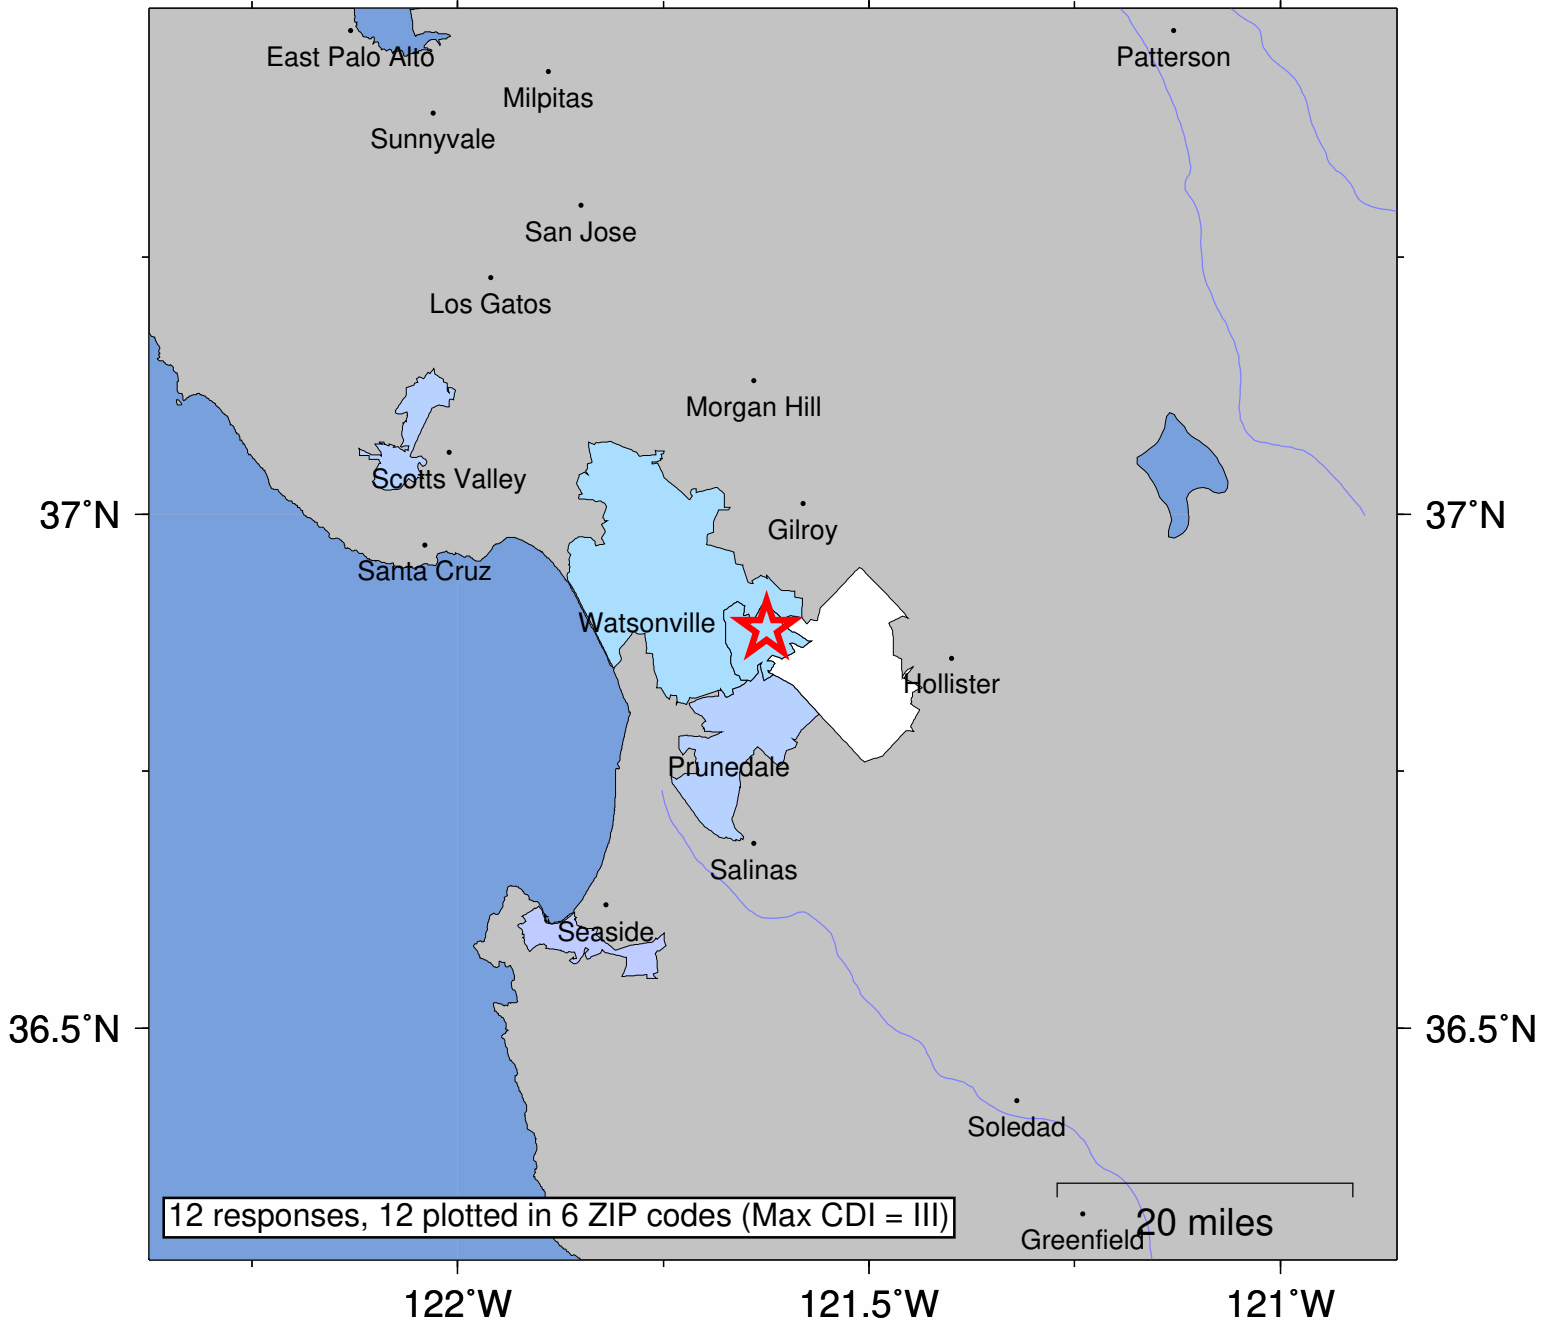 East Palo Alto
Patterson
Milpitas
Sunnyvale
San Jose
Los Gatos
Morgan Hill
Scotts Valley
37°N
Gilroy
37°N
Santa Cruz
Watsonville
Hollister
Prunedale
Salinas
Seaside
36.5°N
36.5°N
Soledad
12 responses, 12 plotted in 6 ZIP codes (Max CDI = III)
20 miles
Greenfield
122°W
121.5°W
121°W